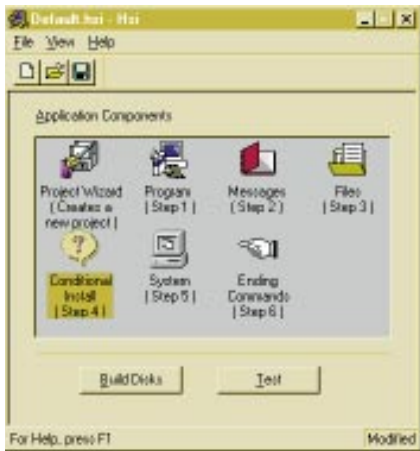 Default.hsi - Hsi
File View Help
Application Components
Project Wizard
( Creates a
new project )
Program
( Step 1 )
Messages
( Step 2 )
Files
( Step 3 )
Conditional
Install
( Step 4 )
System
( Step 5 )
Ending
Commands
( Step 6 )
Build Disks
Test
For Help, press F1
Modified